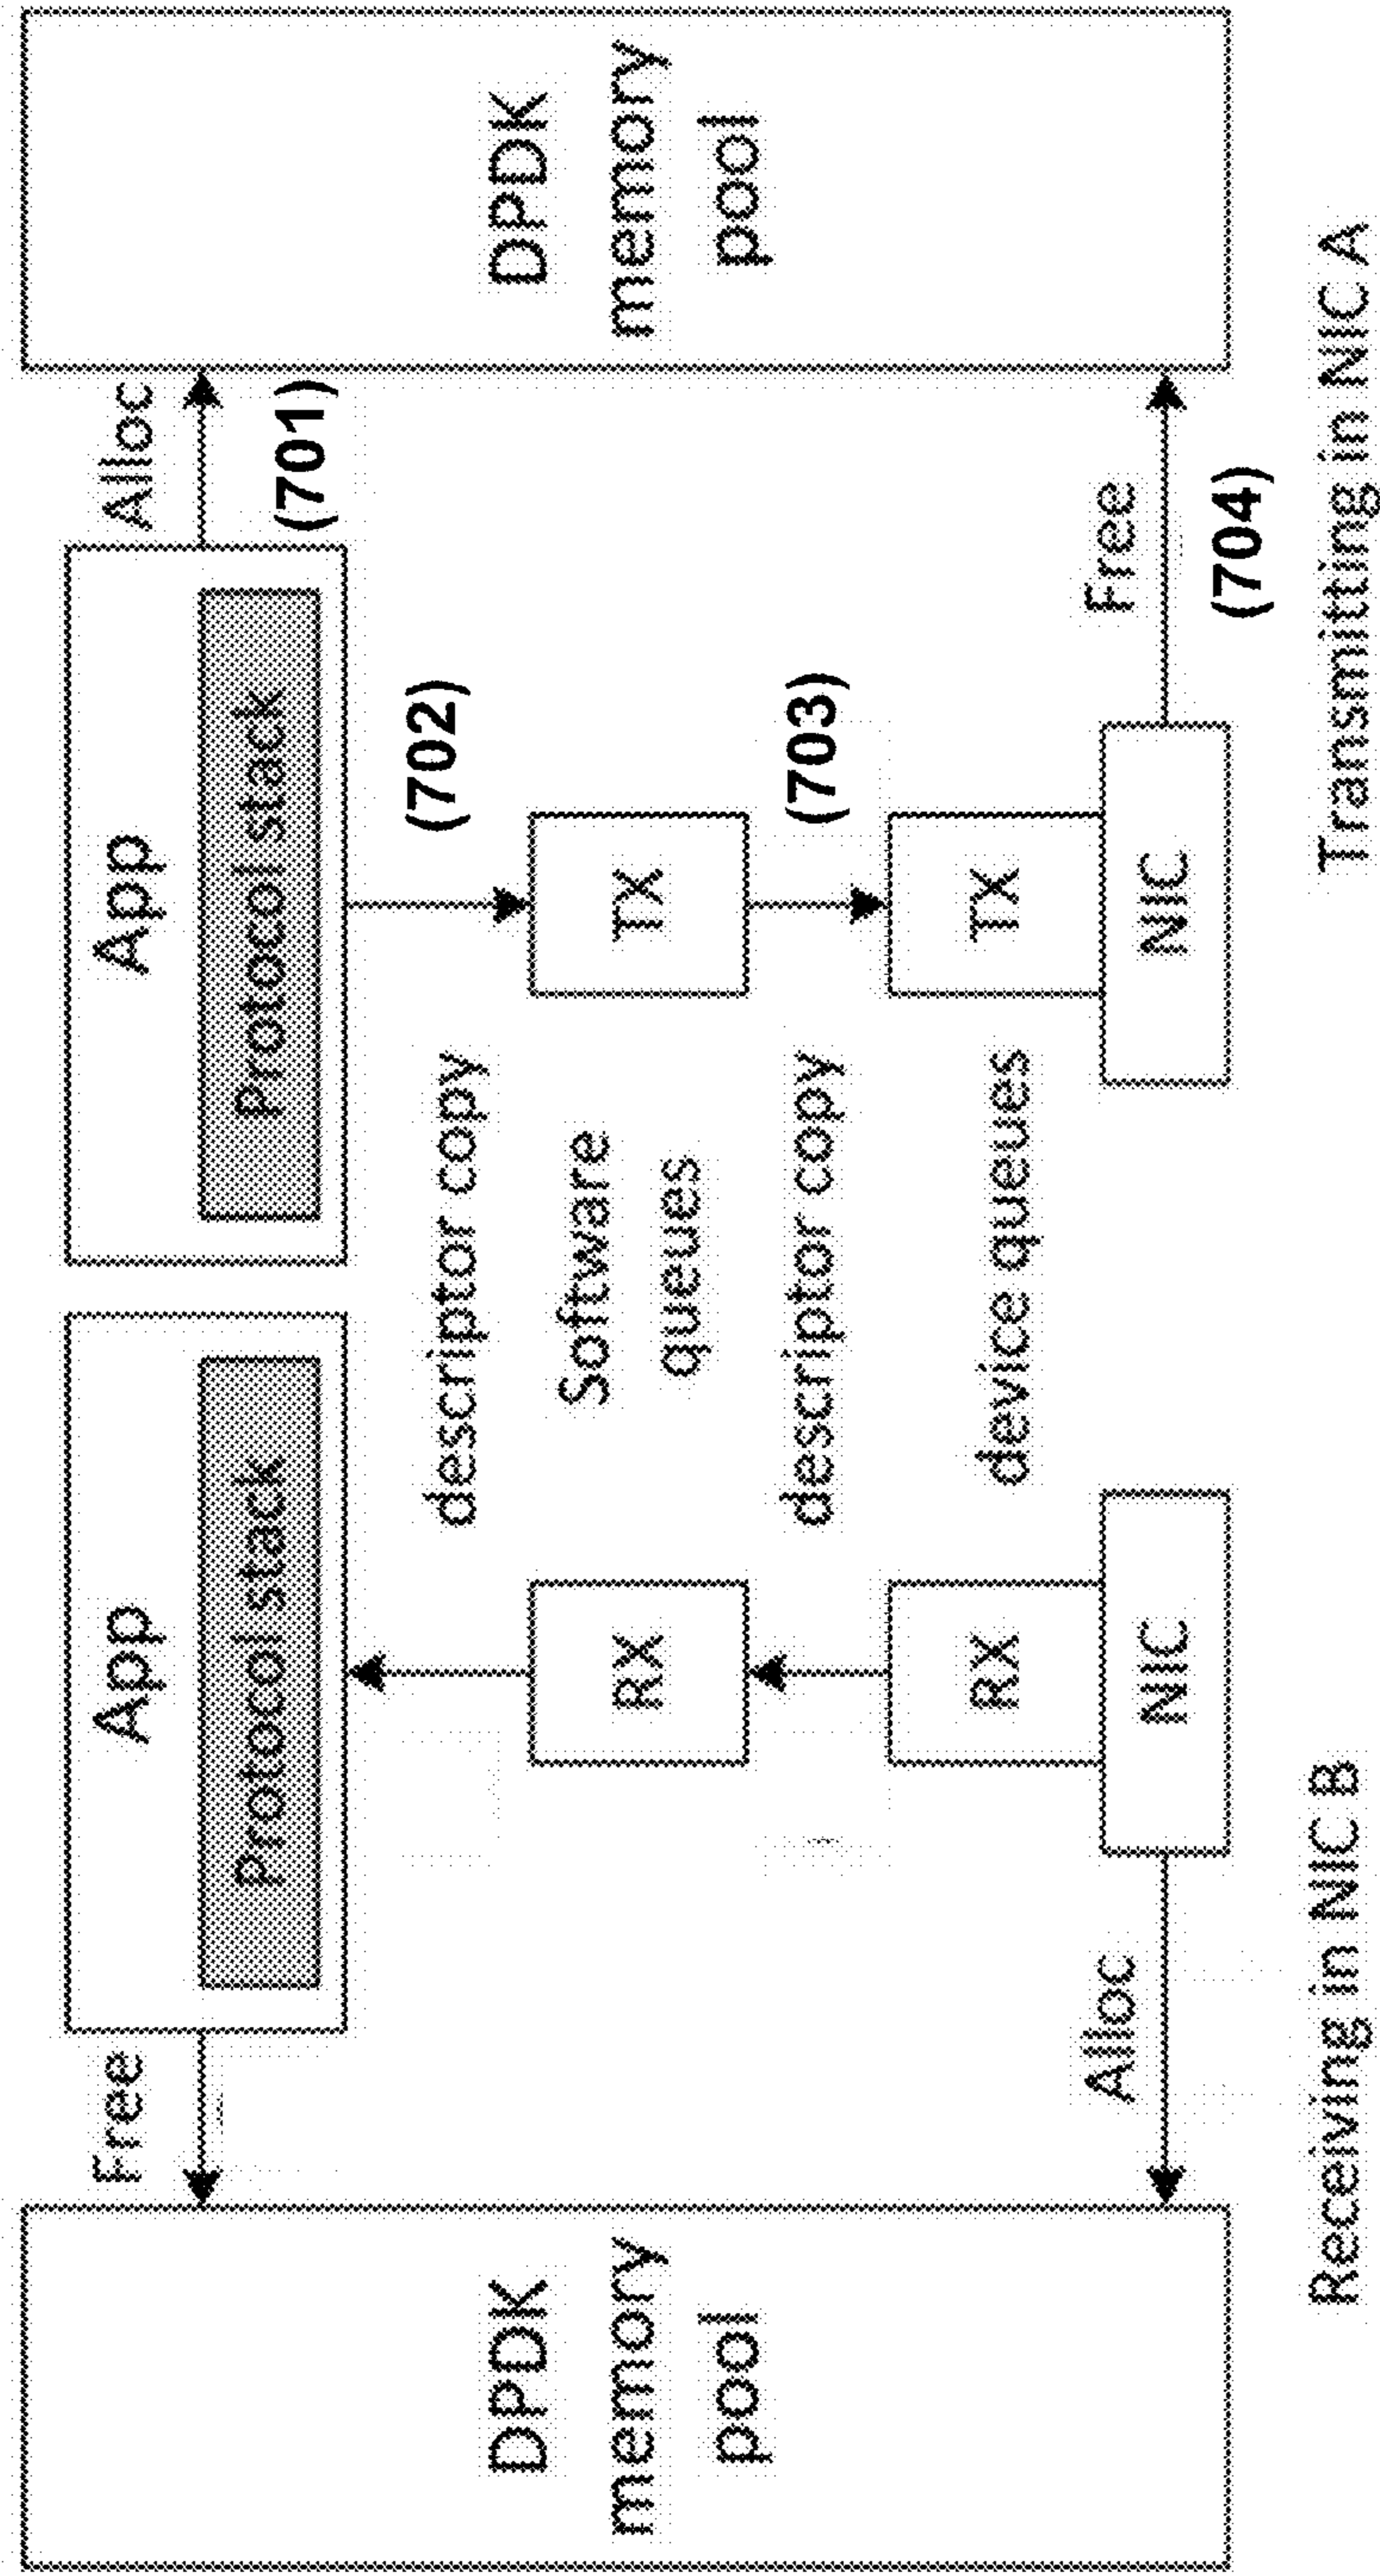 DPDK
memory
pool
Free
App
Protocol stack
App
Protocol stack
Alloc
(701)
DPDK
memory
pool
descriptor copy
(702)
RX
Software
queues
TX
descriptor copy
(703)
RX
device queues
TX
NIC
NIC
Alloc
Free
(704)
Receiving in NIC B
Transmitting in NIC A